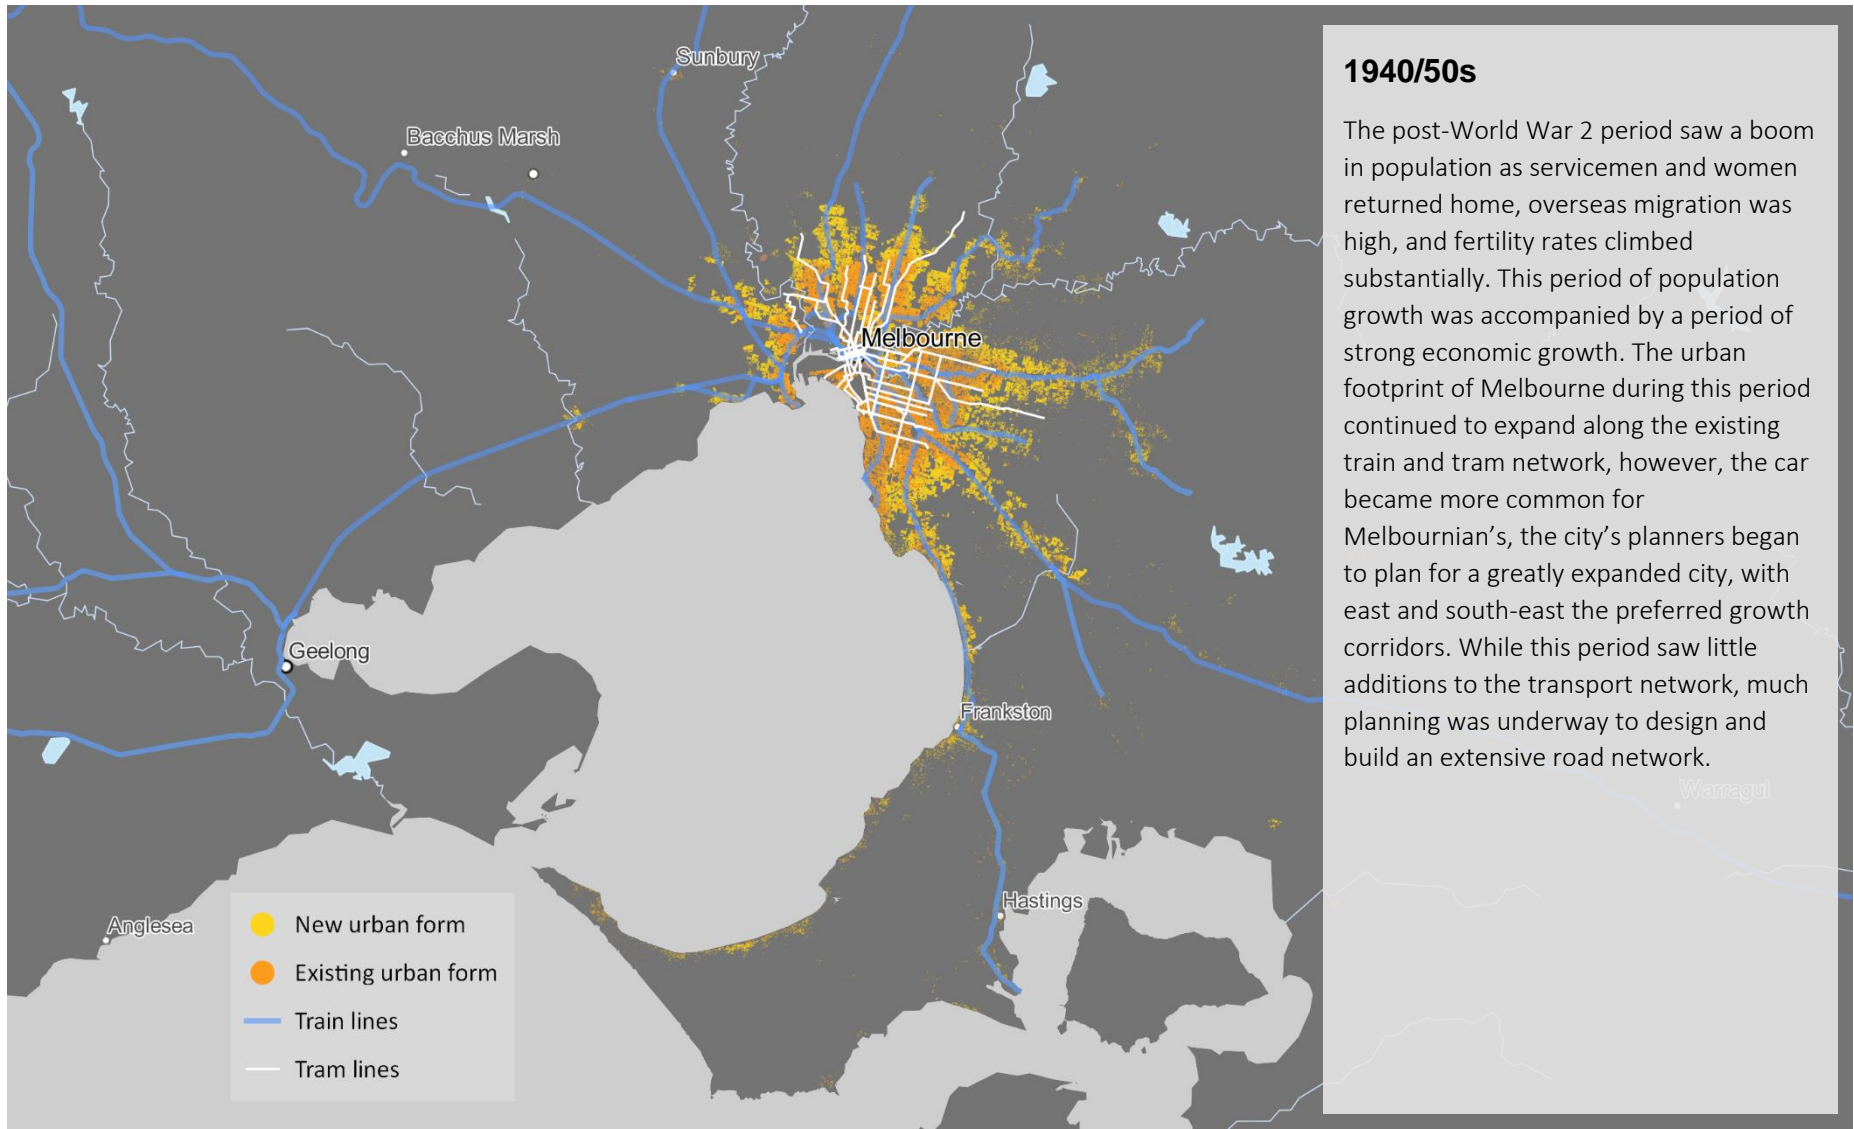 Sunbury
Bacchus Marsh
Melbourne
Geelong
Frankston
Hastings
Anglesea
Warragul
New urban form
Existing urban form
Train lines
Tram lines
1940/50s
The post-World War 2 period saw a boom
in population as servicemen and women
returned home, overseas migration was
high, and fertility rates climbed
substantially. This period of population
growth was accompanied by a period of
strong economic growth. The urban
footprint of Melbourne during this period
continued to expand along the existing
train and tram network, however, the car
became more common for
Melbournian’s, the city’s planners began
to plan for a greatly expanded city, with
east and south-east the preferred growth
corridors. While this period saw little
additions to the transport network, much
planning was underway to design and
build an extensive road network.